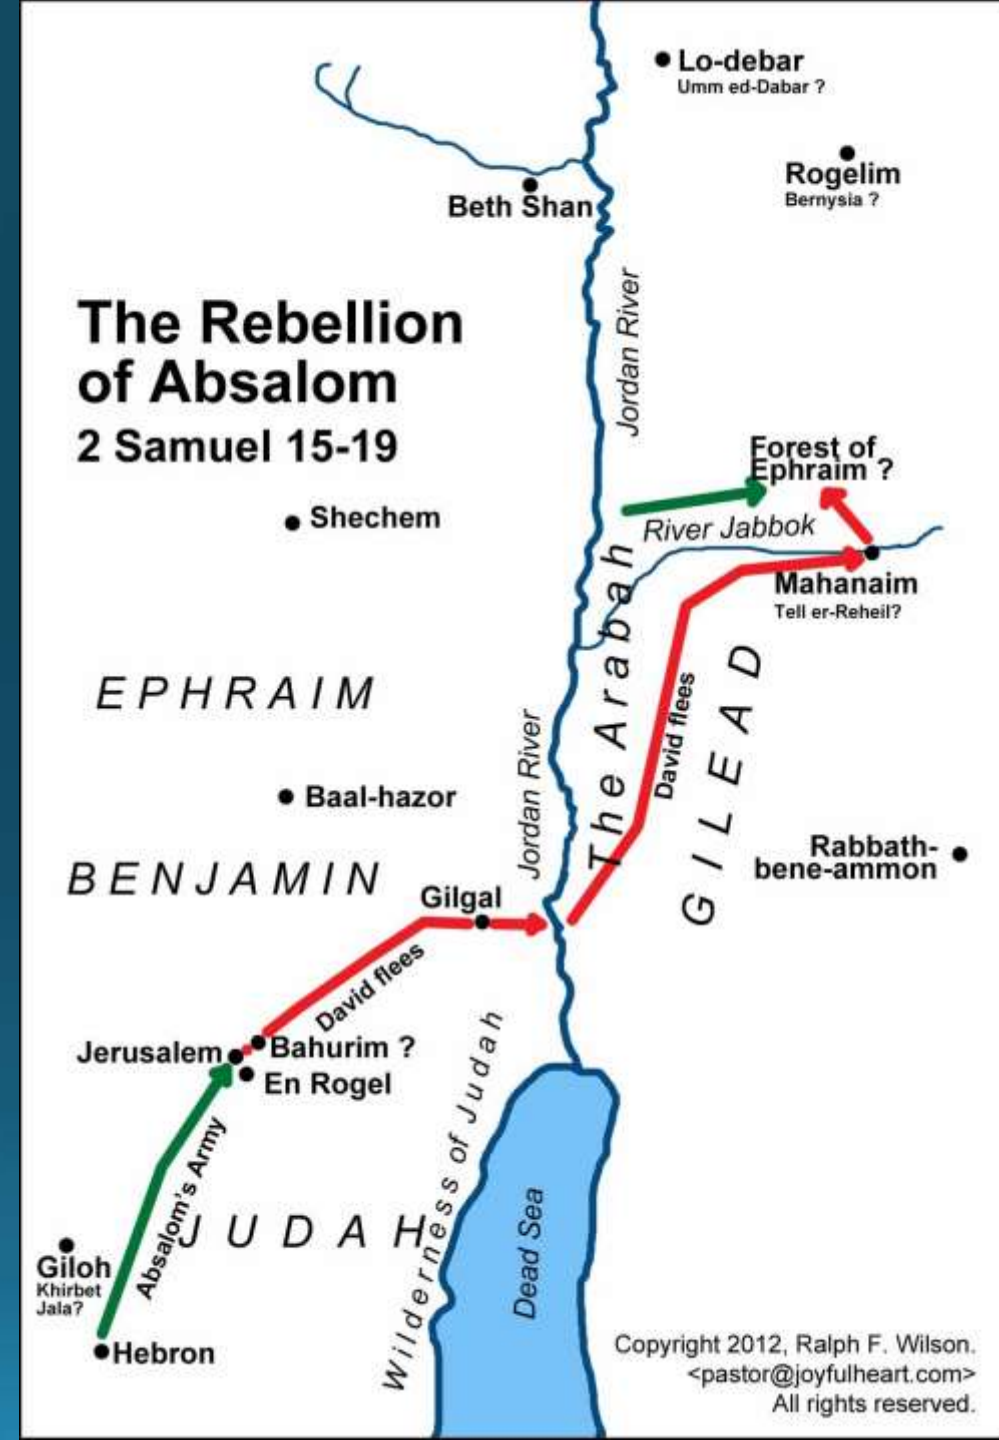 Lo-debar
Umm ed-Dabar ?
Rogelim
Bernysia ?
Beth Shan
The Rebellion
of Absalom
2 Samuel 15-19
Jordan River
Forest of
Ephraim ?
Shechem
River Jabbok
Mahanaim
Tell er-Reheil?
The Arabah
EPHRAIM
GILEAD
David flees
Jordan River
Baal-hazor
Rabbath-
bene-ammon
BENJAMIN
Gilgal
David flees
Jerusalem
Bahurim ?
En Rogel
Wilderness of Judah
Absalom's Army
JUDAH
Dead Sea
Giloh
Khirbet
Jala?
Hebron
Copyright 2012, Ralph F. Wilson.
<pastor@joyfulheart.com>
All rights reserved.